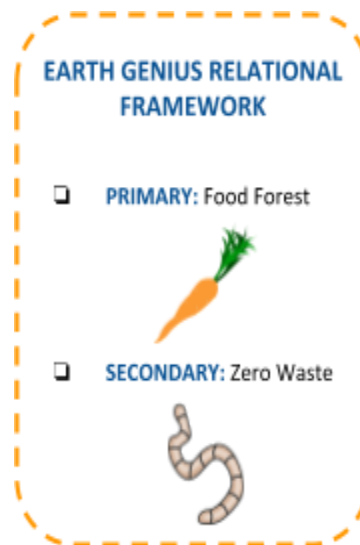 EARTH GENIUS RELATIONAL
FRAMEWORK
❑ PRIMARY: Food Forest
❑ SECONDARY: Zero Waste